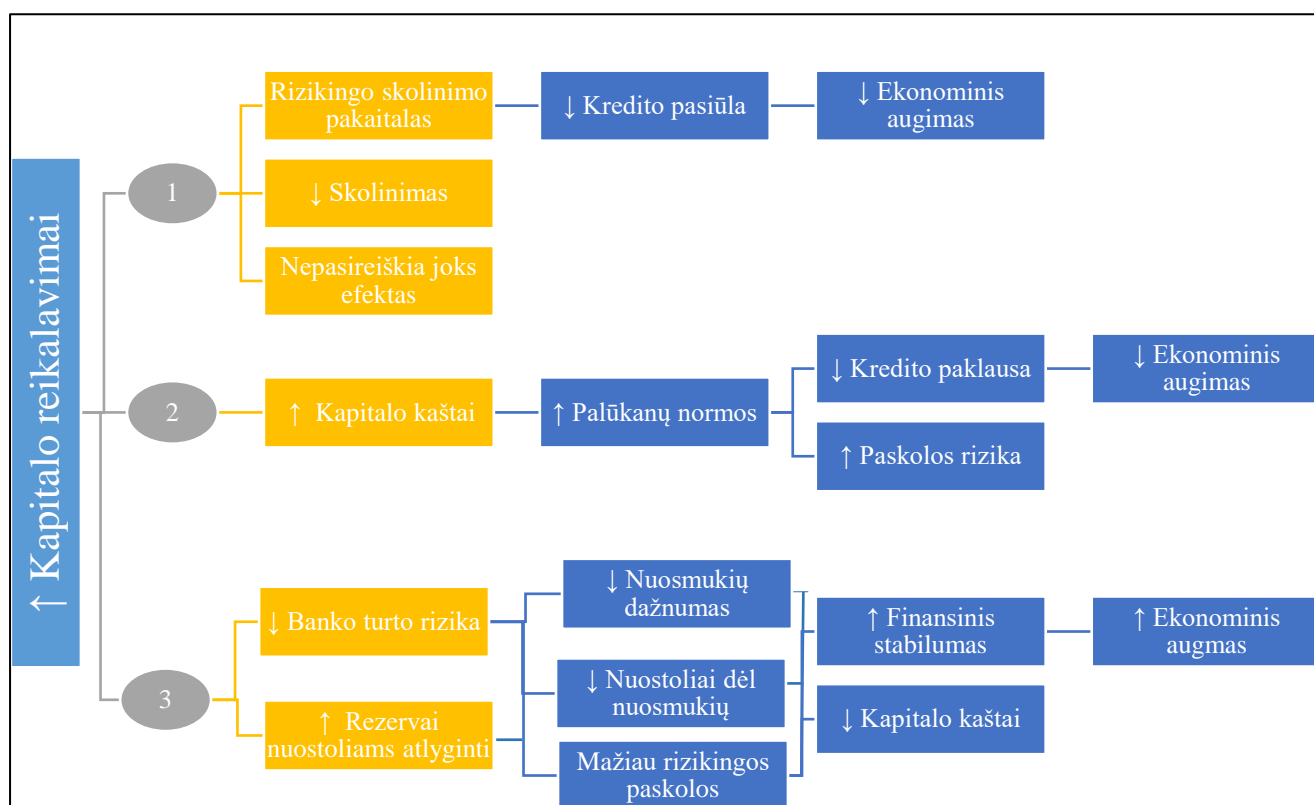 ↑ Kapitalo reikalavimai
1
Rizikingo skolinimo
pakaitalas
↓ Kredito pasiūla
↓ Ekonominis
augimas
↓ Skolinimas
Nepasireiškia joks
efektas
2
↑ Kapitalo kaštai
↑ Palūkanų normos
↓ Kredito paklausa
↓ Ekonominis
augimas
↑ Paskolos rizika
3
↓ Banko turto rizika
↑ Rezervai
nuostoliams atlyginti
↓ Nuosmukių
dažnumas
↓ Nuostoliai dėl
nuosmukių
Mažiau rizikingos
paskolos
↑ Finansinis
stabilumas
↑ Ekonominis
augmas
↓ Kapitalo kaštai